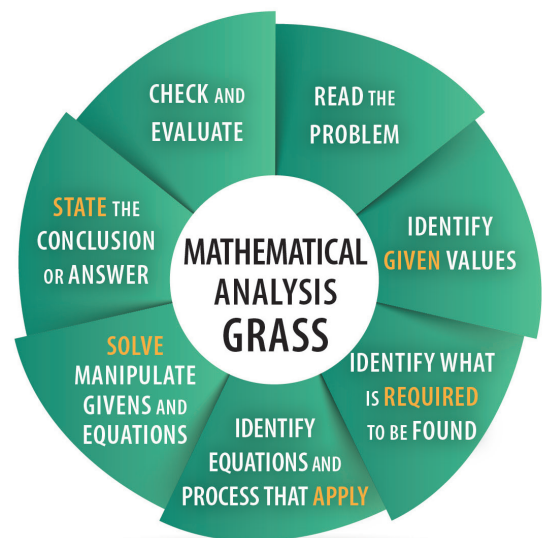 MATHEMATICAL
ANALYSIS
GRASS
READ THE
PROBLEM
IDENTIFY
GIVEN VALUES
IDENTIFY WHAT
IS REQUIRED
TO BE FOUND
IDENTIFY
EQUATIONS AND
PROCESS THAT APPLY
SOLVE
MANIPULATE
GIVENS AND
EQUATIONS
STATE THE
CONCLUSION
OR ANSWER
CHECK AND
EVALUATE